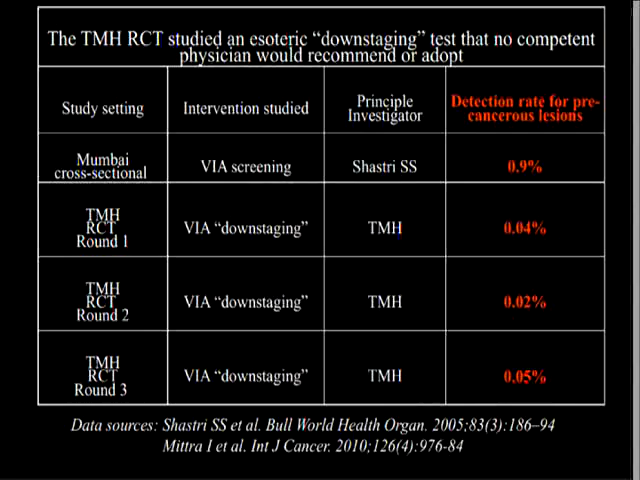 The TMH RCT studied an esoteric “downstaging” test that no competent
physician would recommend or adopt
Study setting
Intervention studied
Principle
Investigator
Detection rate for pre-
cancerous lesions
Mumbai
cross-sectional
VIA screening
Shastri SS
0.9%
TMH
RCT
Round 1
VIA “downstaging”
TMH
0.04%
TMH
RCT
Round 2
VIA “downstaging”
TMH
0.02%
TMH
RCT
Round 3
VIA “downstaging”
TMH
0.05%
Data sources: Shastri SS et al. Bull World Health Organ. 2005;83(3):186–94
Mittra I et al. Int J Cancer. 2010;126(4):976-84